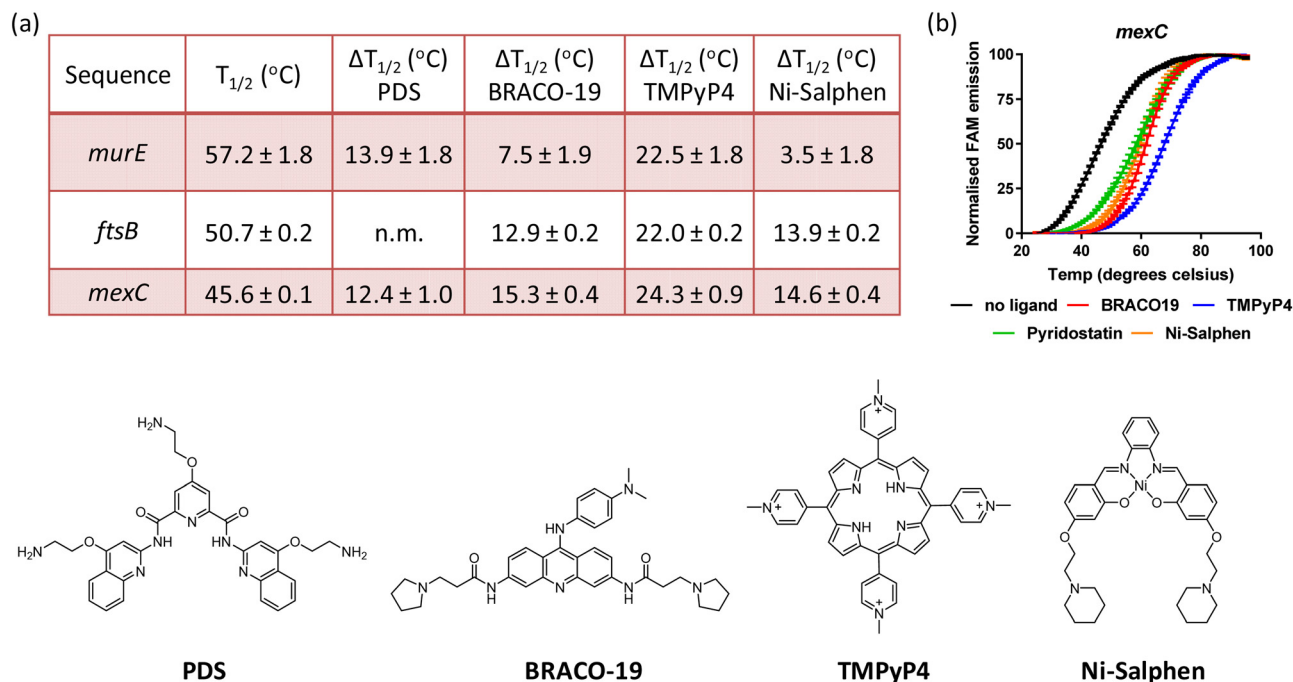 (a)
Sequence T1/2 (°C) ΔT1/2 (°C) PDS ΔT1/2 (°C) BRACO-19 ΔT1/2 (°C) TMPyP4 ΔT1/2 (°C) Ni-Salphen
murE 57.2 ± 1.8 13.9 ± 1.8 7.5 ± 1.9 22.5 ± 1.8 3.5 ± 1.8
ftsB 50.7 ± 0.2 n.m. 12.9 ± 0.2 22.0 ± 0.2 13.9 ± 0.2
mexC 45.6 ± 0.1 12.4 ± 1.0 15.3 ± 0.4 24.3 ± 0.9 14.6 ± 0.4
(b)
mexC
Normalised FAM emission
100
75
50
25
0
20 40 60 80 100
Temp (degrees celsius)
no ligand BRACO19 TMPyP4
Pyridostatin Ni-Salphen
H2N
O
O O
N
NH HN
H2N O O NH2
N N
PDS
N
HN
O O
N N N N N
H H
BRACO-19
N+
N HN
N+ N+
NH N
N+
TMPyP4
N N
Ni
O O
O O
N N
Ni-Salphen